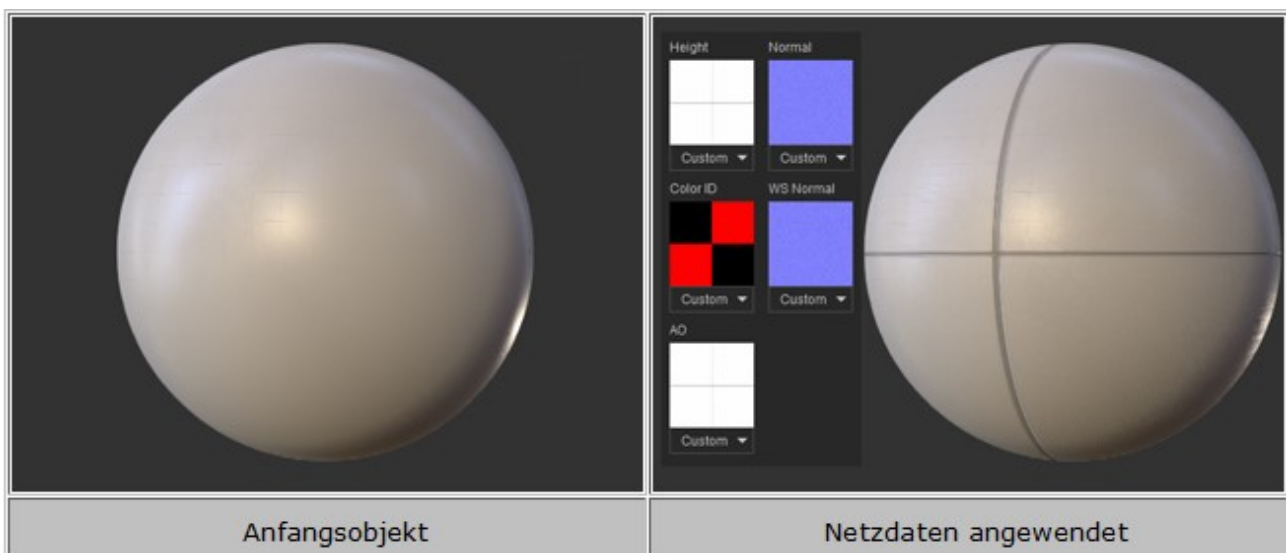 Height Normal
Custom Custom
Color ID WS Normal
Custom Custom
AO
Custom
Anfangsobjekt
Netzdaten angewendet